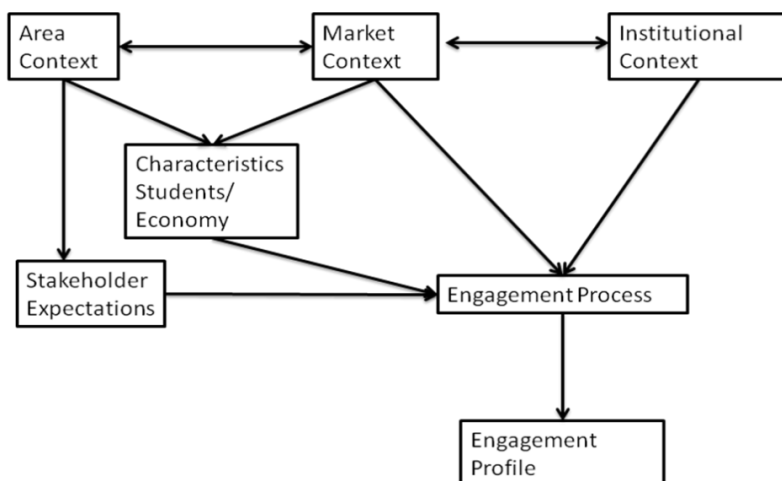 Area
Context
Market
Context
Institutional
Context
Characteristics
Students/
Economy
Stakeholder
Expectations
Engagement Process
Engagement
Profile